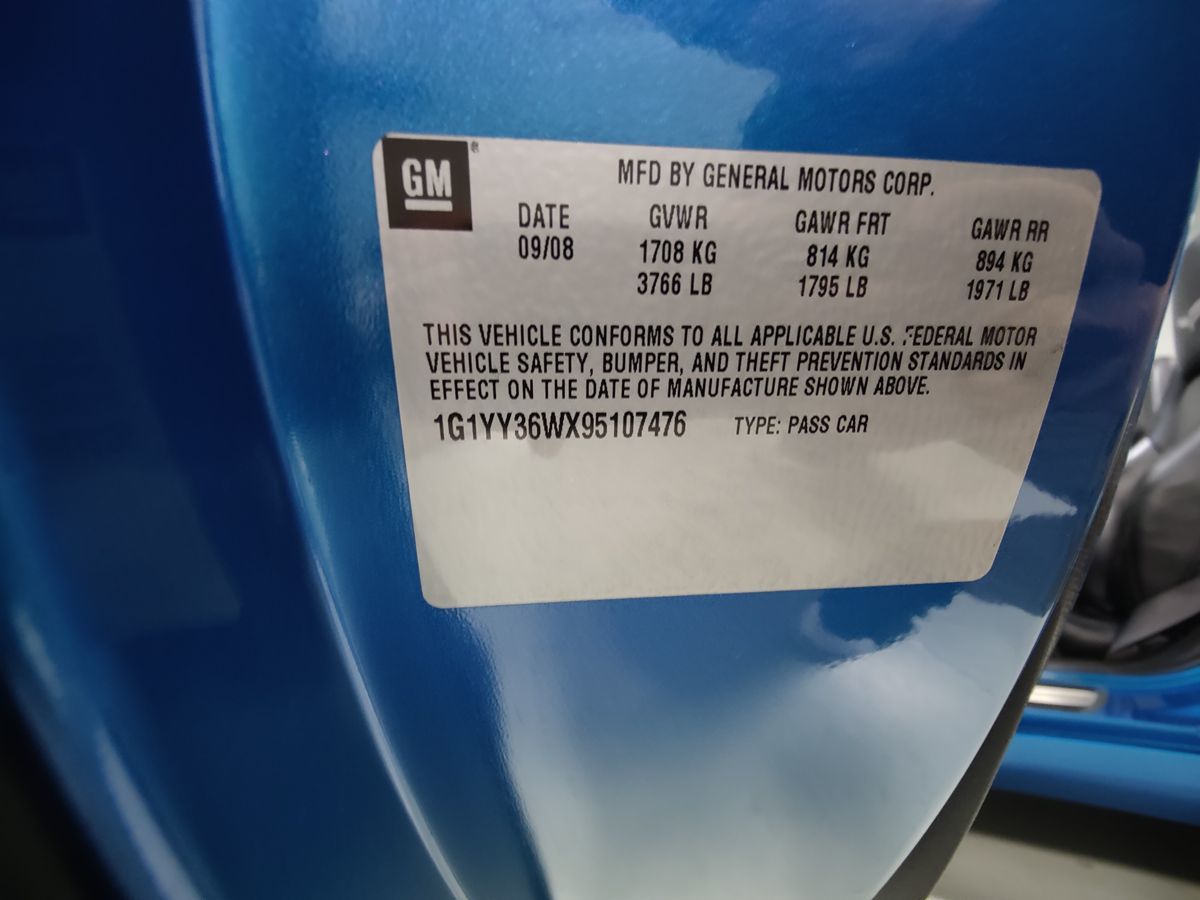 GM®
MFD BY GENERAL MOTORS CORP.
DATE GVWR GAWR FRT GAWR RR
09/08 1708 KG 814 KG 894 KG
3766 LB 1795 LB 1971 LB
THIS VEHICLE CONFORMS TO ALL APPLICABLE U.S. FEDERAL MOTOR
VEHICLE SAFETY, BUMPER, AND THEFT PREVENTION STANDARDS IN
EFFECT ON THE DATE OF MANUFACTURE SHOWN ABOVE.
1G1YY36WX95107476 TYPE: PASS CAR